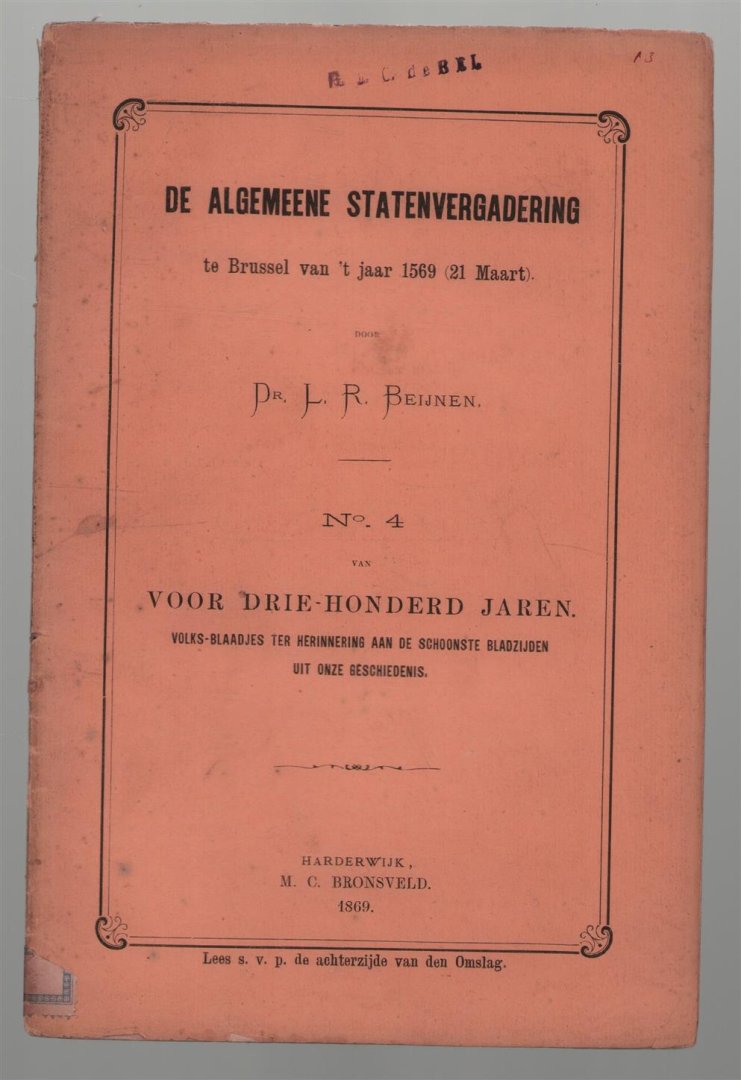 C. de BEL
DE ALGEMEENE STATENVERGADERING
te Brussel van 't jaar 1569 (21 Maart).
DOOR
DR. L. R. BEIJNEN.
No. 4
VAN
VOOR DRIE-HONDERD JAREN.
VOLKS-BLAADJES TER HERINNERING AAN DE SCHOONSTE BLADZIJDEN
UIT ONZE GESCHIEDENIS.
HARDERWIJK,
M. C. BRONSVELD.
1869.
Lees s. v. p. de achterzijde van den Omslag.